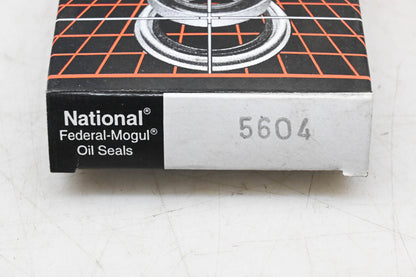 National®
Federal-Mogul®
Oil Seals
5604